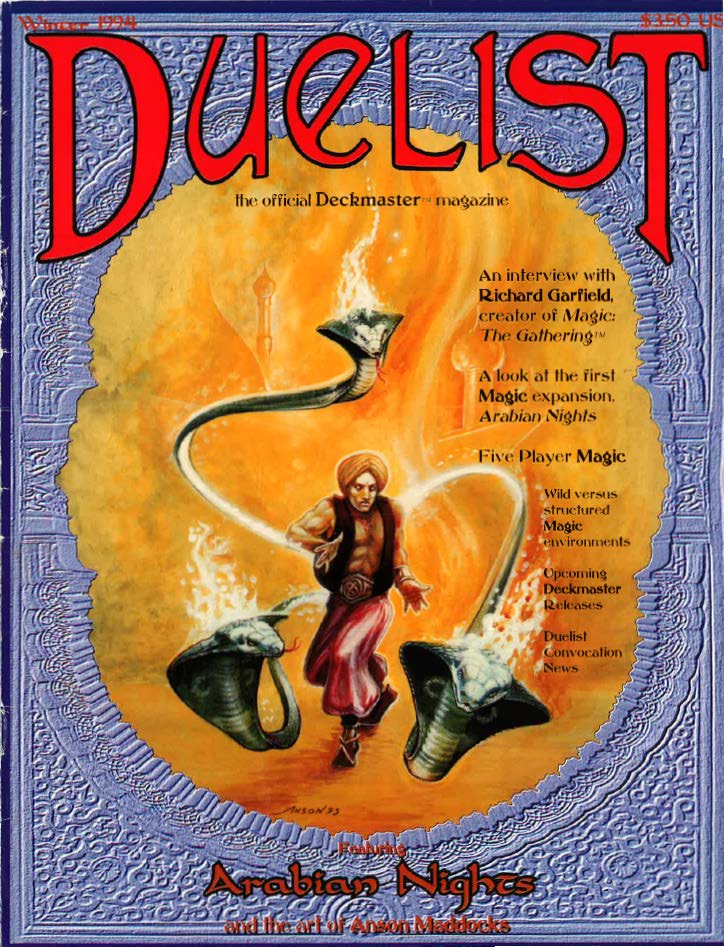 Winter 1994
$3.50 US
DUELIST
the official Deckmaster™ magazine
An interview with
Richard Garfield,
creator of Magic:
The Gathering™
A look at the first
Magic expansion,
Arabian Nights
Five Player Magic
Wild versus
structured
Magic
environments
Upcoming
Deckmaster
Releases
Duelist
Convocation
News
ANSON '93
Featuring
Arabian Nights
and the art of Anson Maddocks